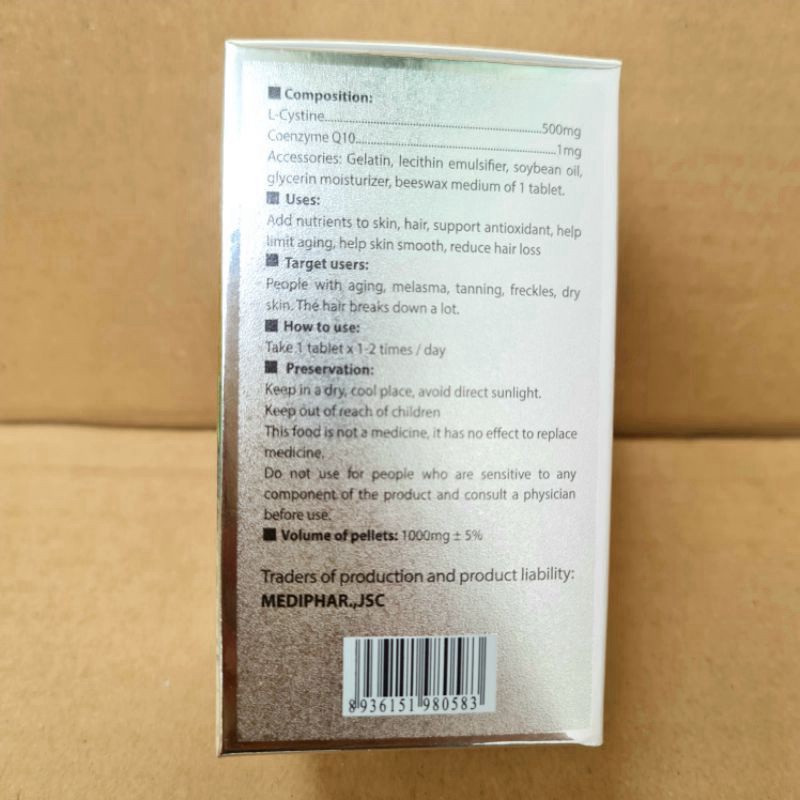 Composition:
L-Cystine..........500mg
Coenzyme Q10..........1mg
Accessories: Gelatin, lecithin emulsifier, soybean oil,
glycerin moisturizer, beeswax medium of 1 tablet.
Uses:
Add nutrients to skin, hair, support antioxidant, help
limit aging, help skin smooth, reduce hair loss
Target users:
People with aging, melasma, tanning, freckles, dry
skin. The hair breaks down a lot.
How to use:
Take 1 tablet x 1-2 times / day
Preservation:
Keep in a dry, cool place, avoid direct sunlight.
Keep out of reach of children
This food is not a medicine, it has no effect to replace
medicine.
Do not use for people who are sensitive to any
component of the product and consult a physician
before use.
Volume of pellets: 1000mg ± 5%
Traders of production and product liability:
MEDIPHAR.,JSC
8 936151 980583